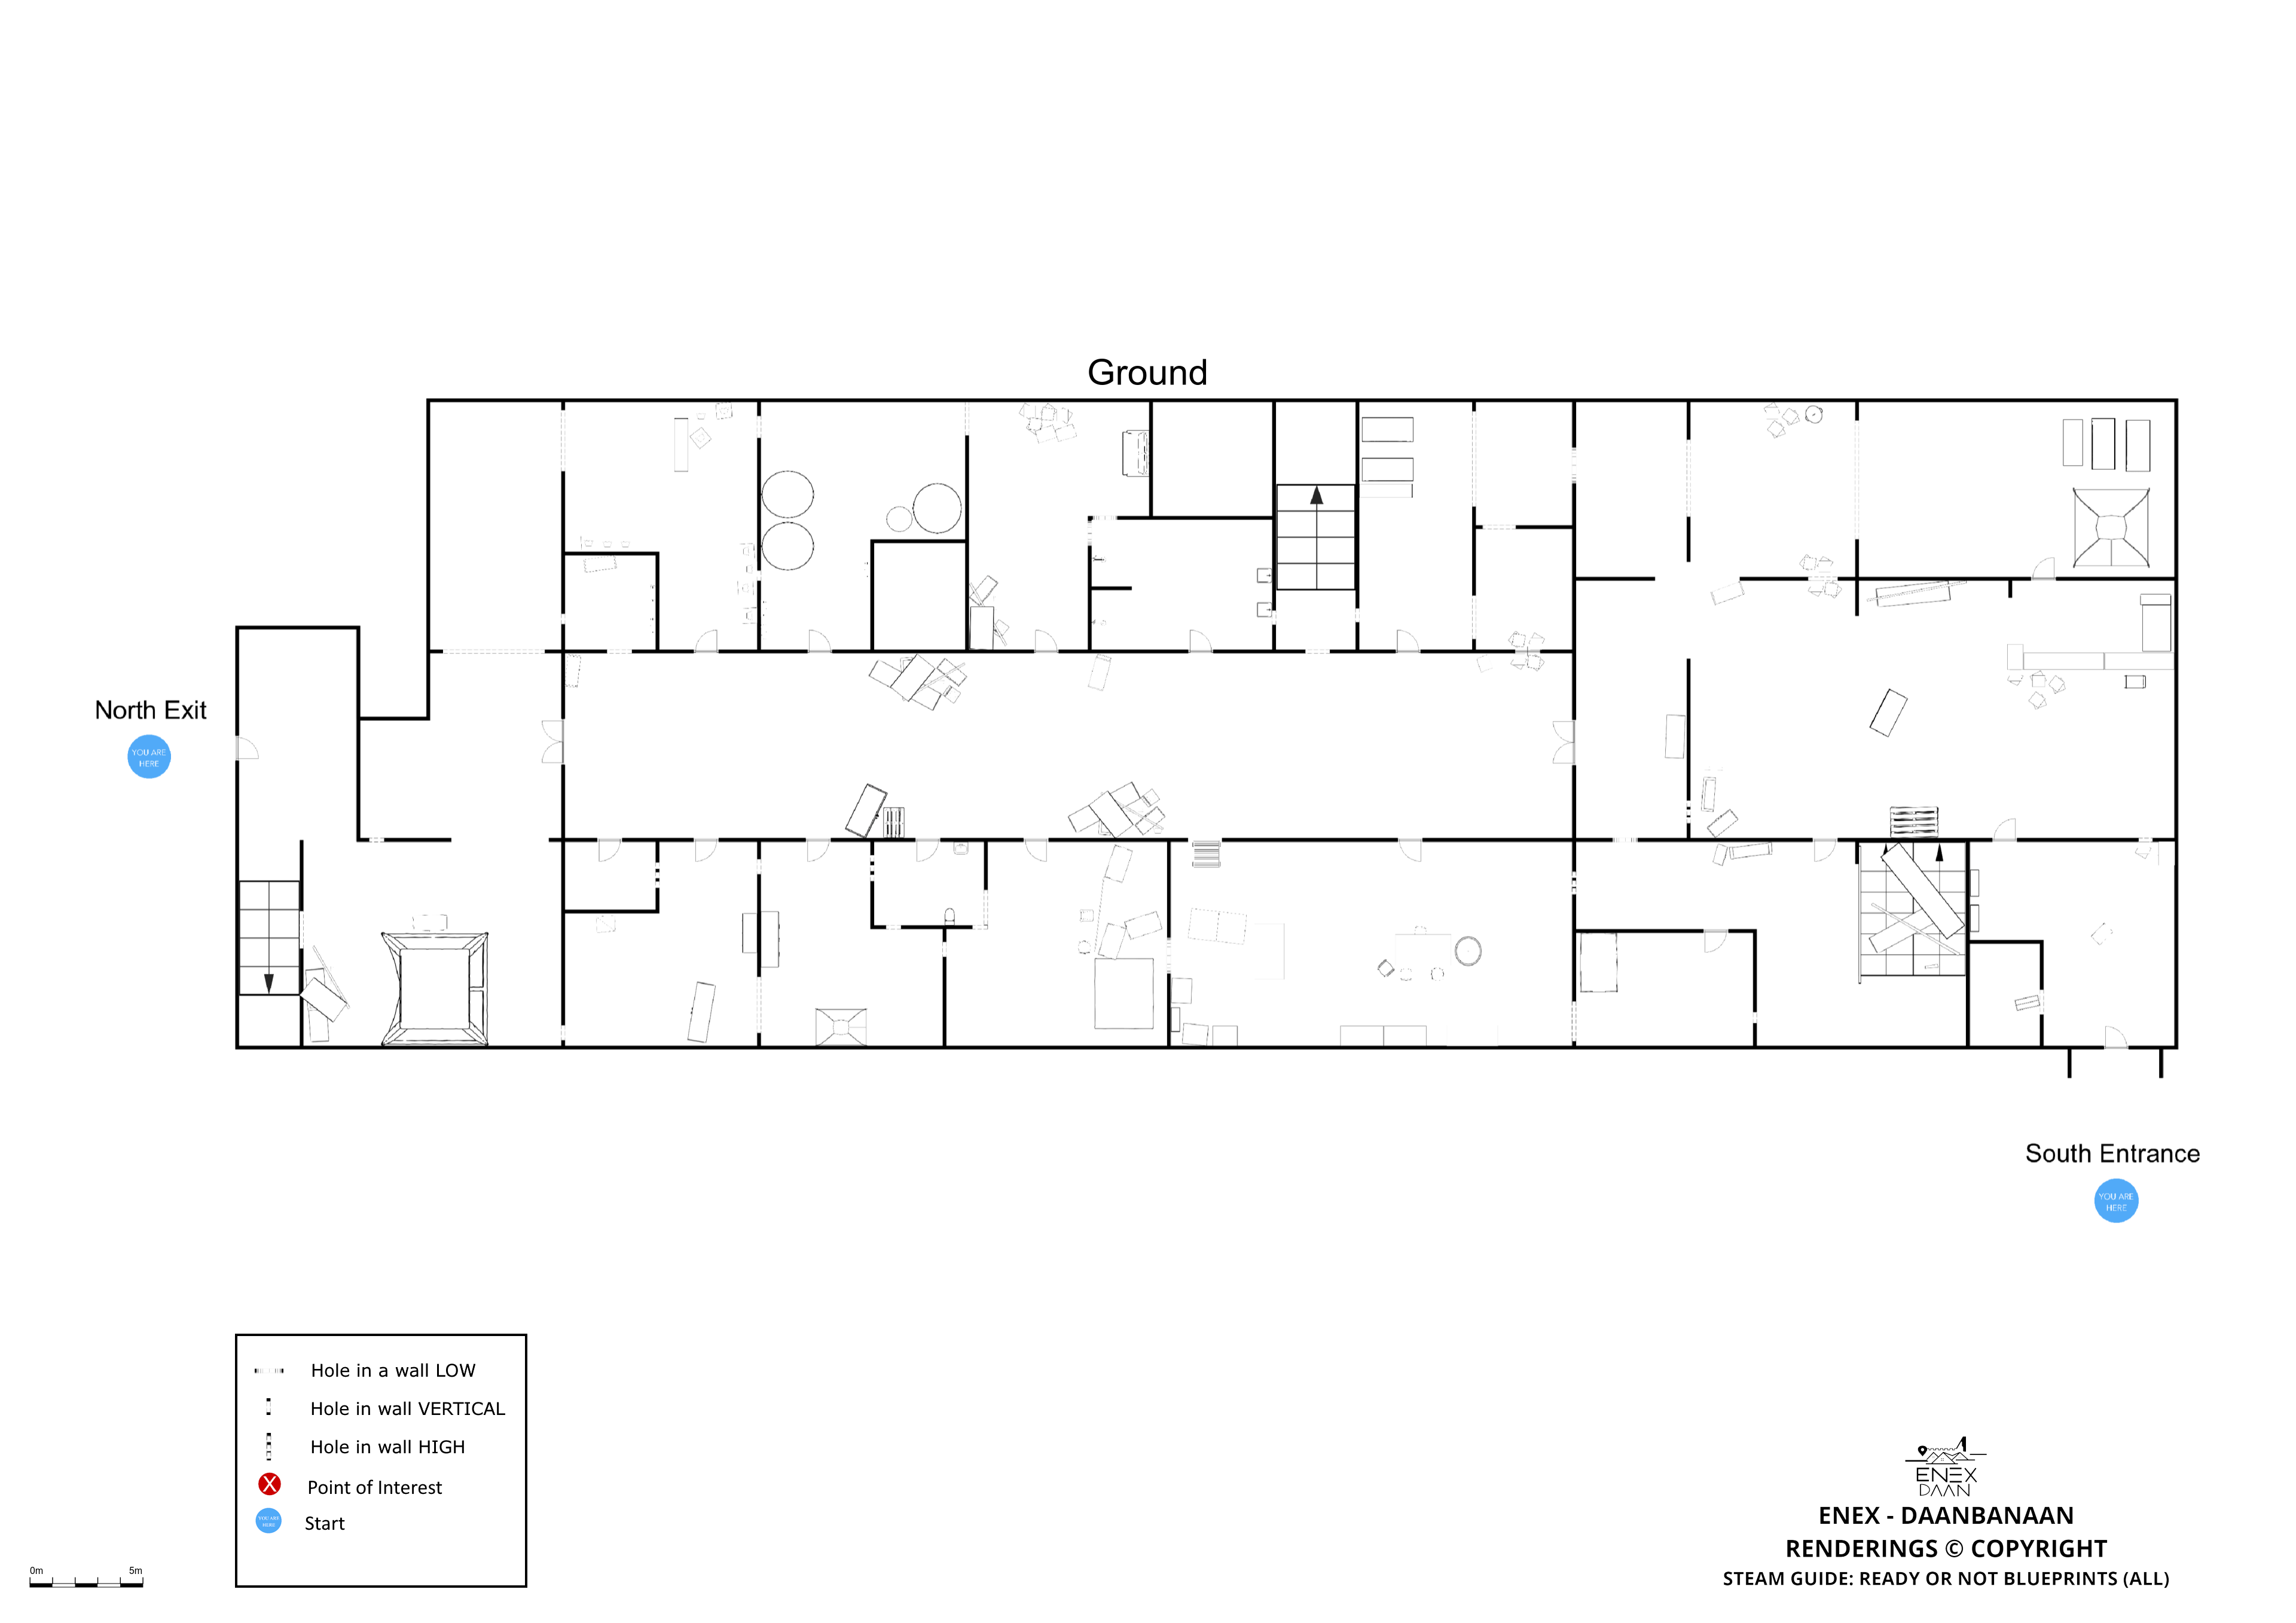 Ground
North Exit
YOU ARE
HERE
South Entrance
YOU ARE
HERE
Hole in a wall LOW
Hole in wall VERTICAL
Hole in wall HIGH
X
Point of Interest
YOU ARE
HERE
Start
0m 5m
ENEX
DAAN
ENEX - DAANBANAAN
RENDERINGS © COPYRIGHT
STEAM GUIDE: READY OR NOT BLUEPRINTS (ALL)